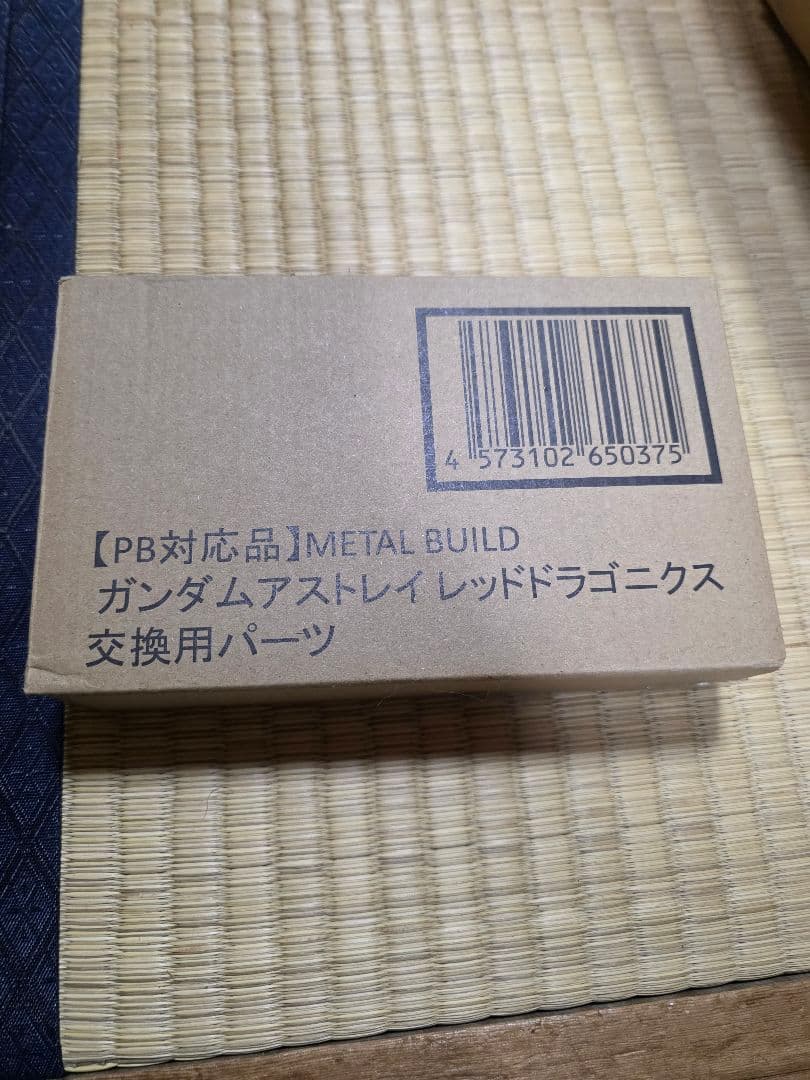 4 573102 650375
【PB対応品】METAL BUILD
ガンダムアストレイ レッドドラゴニクス
交換用パーツ